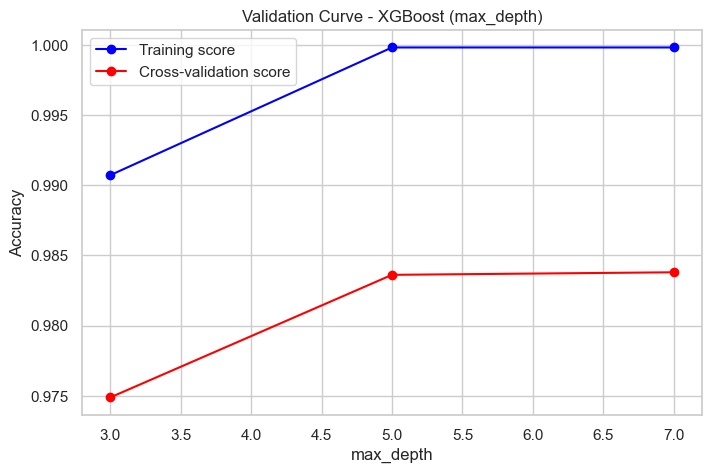 Validation Curve - XGBoost (max_depth)
Training score
Cross-validation score
1.000
0.995
0.990
0.985
0.980
0.975
Accuracy
3.0 3.5 4.0 4.5 5.0 5.5 6.0 6.5 7.0
max_depth